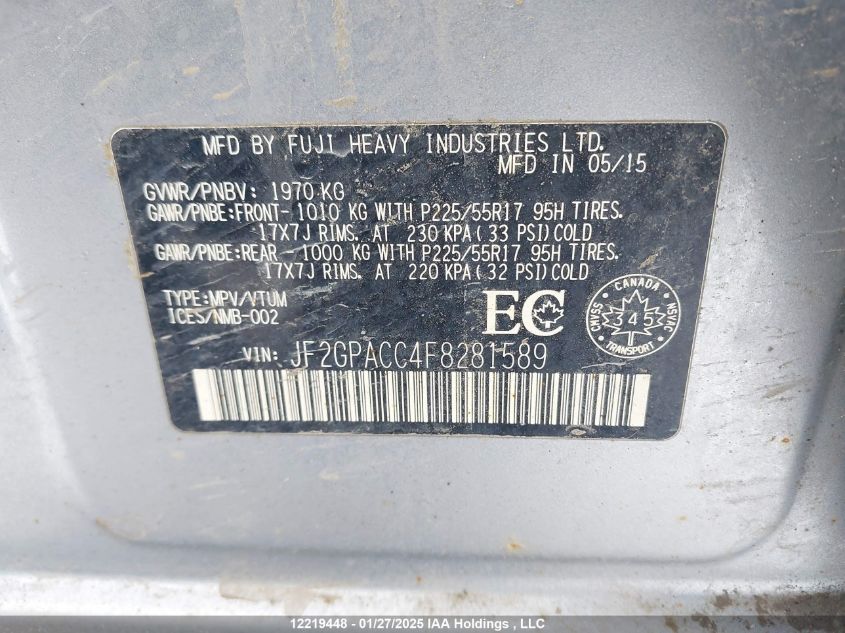 MFD BY FUJI HEAVY INDUSTRIES LTD.
MFD IN 05/15
GVWR/PNBV: 1970 KG
GAWR/PNBE:FRONT- 1010 KG WITH P225/55R17 95H TIRES.
17X7J RIMS. AT 230 KPA( 33 PSI)COLD
GAWR/PNBE:REAR -1000 KG WITH P225/55R17 95H TIRES.
17X7J RIMS. AT 220 KPA( 32 PSI)COLD
TYPE:MPV/VTUM
ICES/NMB-002
EC
CANADA
CMVSS NSVAC
345
TRANSPORT
VIN: JF2GPACC4F8281589
12219448 - 01/27/2025 IAA Holdings , LLC